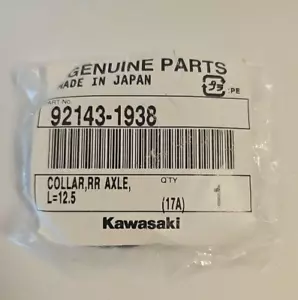 GENUINE PARTS
MADE IN JAPAN
PART No.
:PE
92143-1938
COLLAR,RR AXLE, QTY
L=12.5 (17A) 1
Kawasaki